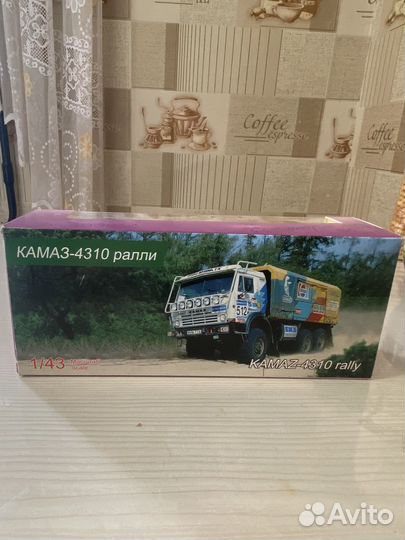 Coffee
espresso
Coffee
espresso
КАМАЗ-4310 ралли
512
1/43
KAMAZ-4310 rally
Avito